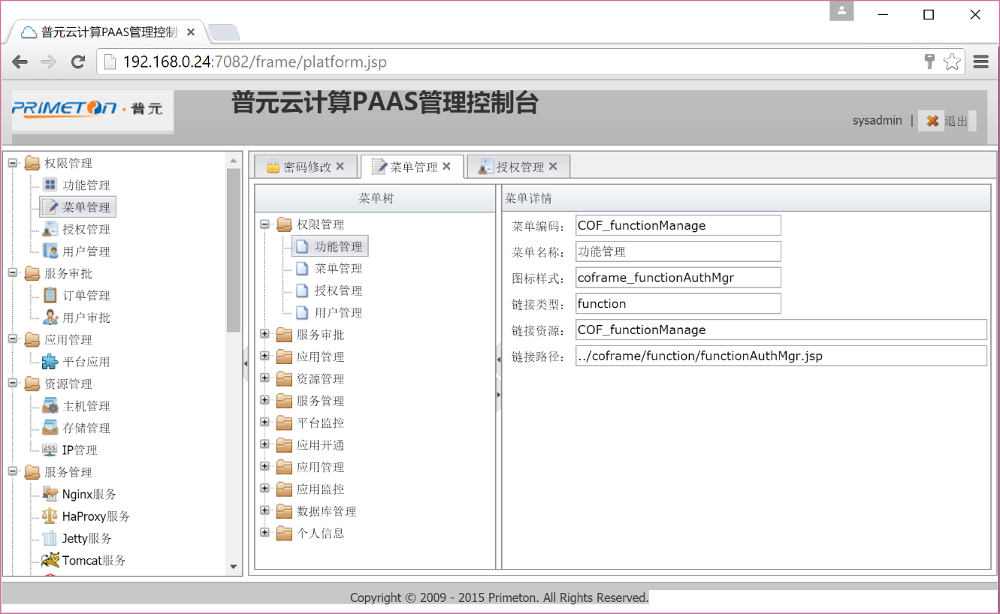 普元云计算PAAS管理控制
192.168.0.24:7082/frame/platform.jsp
PRIMETON·普元
普元云计算PAAS管理控制台
sysadmin | 退出
权限管理
功能管理
菜单管理
授权管理
用户管理
服务审批
订单管理
用户审批
应用管理
平台应用
资源管理
主机管理
存储管理
255 IP管理
服务管理
Nginx服务
HaProxy服务
Jetty服务
Tomcat服务
密码修改 菜单管理 授权管理
菜单树
权限管理
功能管理
菜单管理
授权管理
用户管理
服务审批
应用管理
资源管理
服务管理
平台监控
应用开通
应用管理
应用监控
数据库管理
个人信息
菜单详情
菜单编码: COF_functionManage
菜单名称: 功能管理
图标样式: coframe_functionAuthMgr
链接类型: function
链接资源: COF_functionManage
链接路径: ../coframe/function/functionAuthMgr.jsp
Copyright © 2009 - 2015 Primeton. All Rights Reserved.